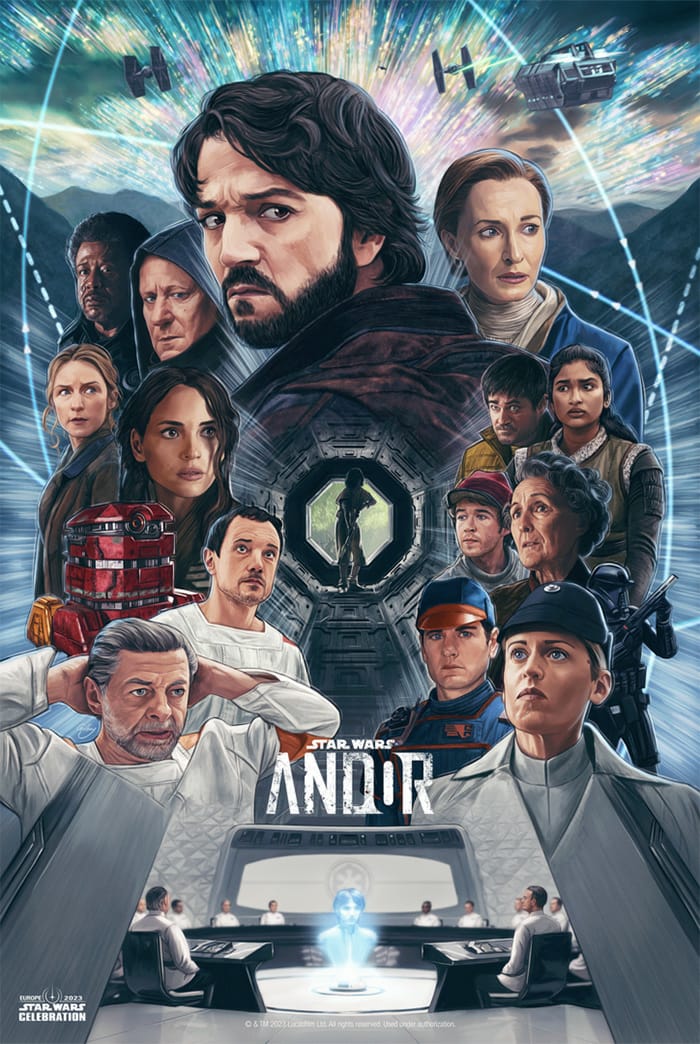 STAR WARS
ANDOR
EUROPE 2023
STAR WARS
CELEBRATION
© & TM 2023 Lucasfilm Ltd. All rights reserved. Used under authorization.